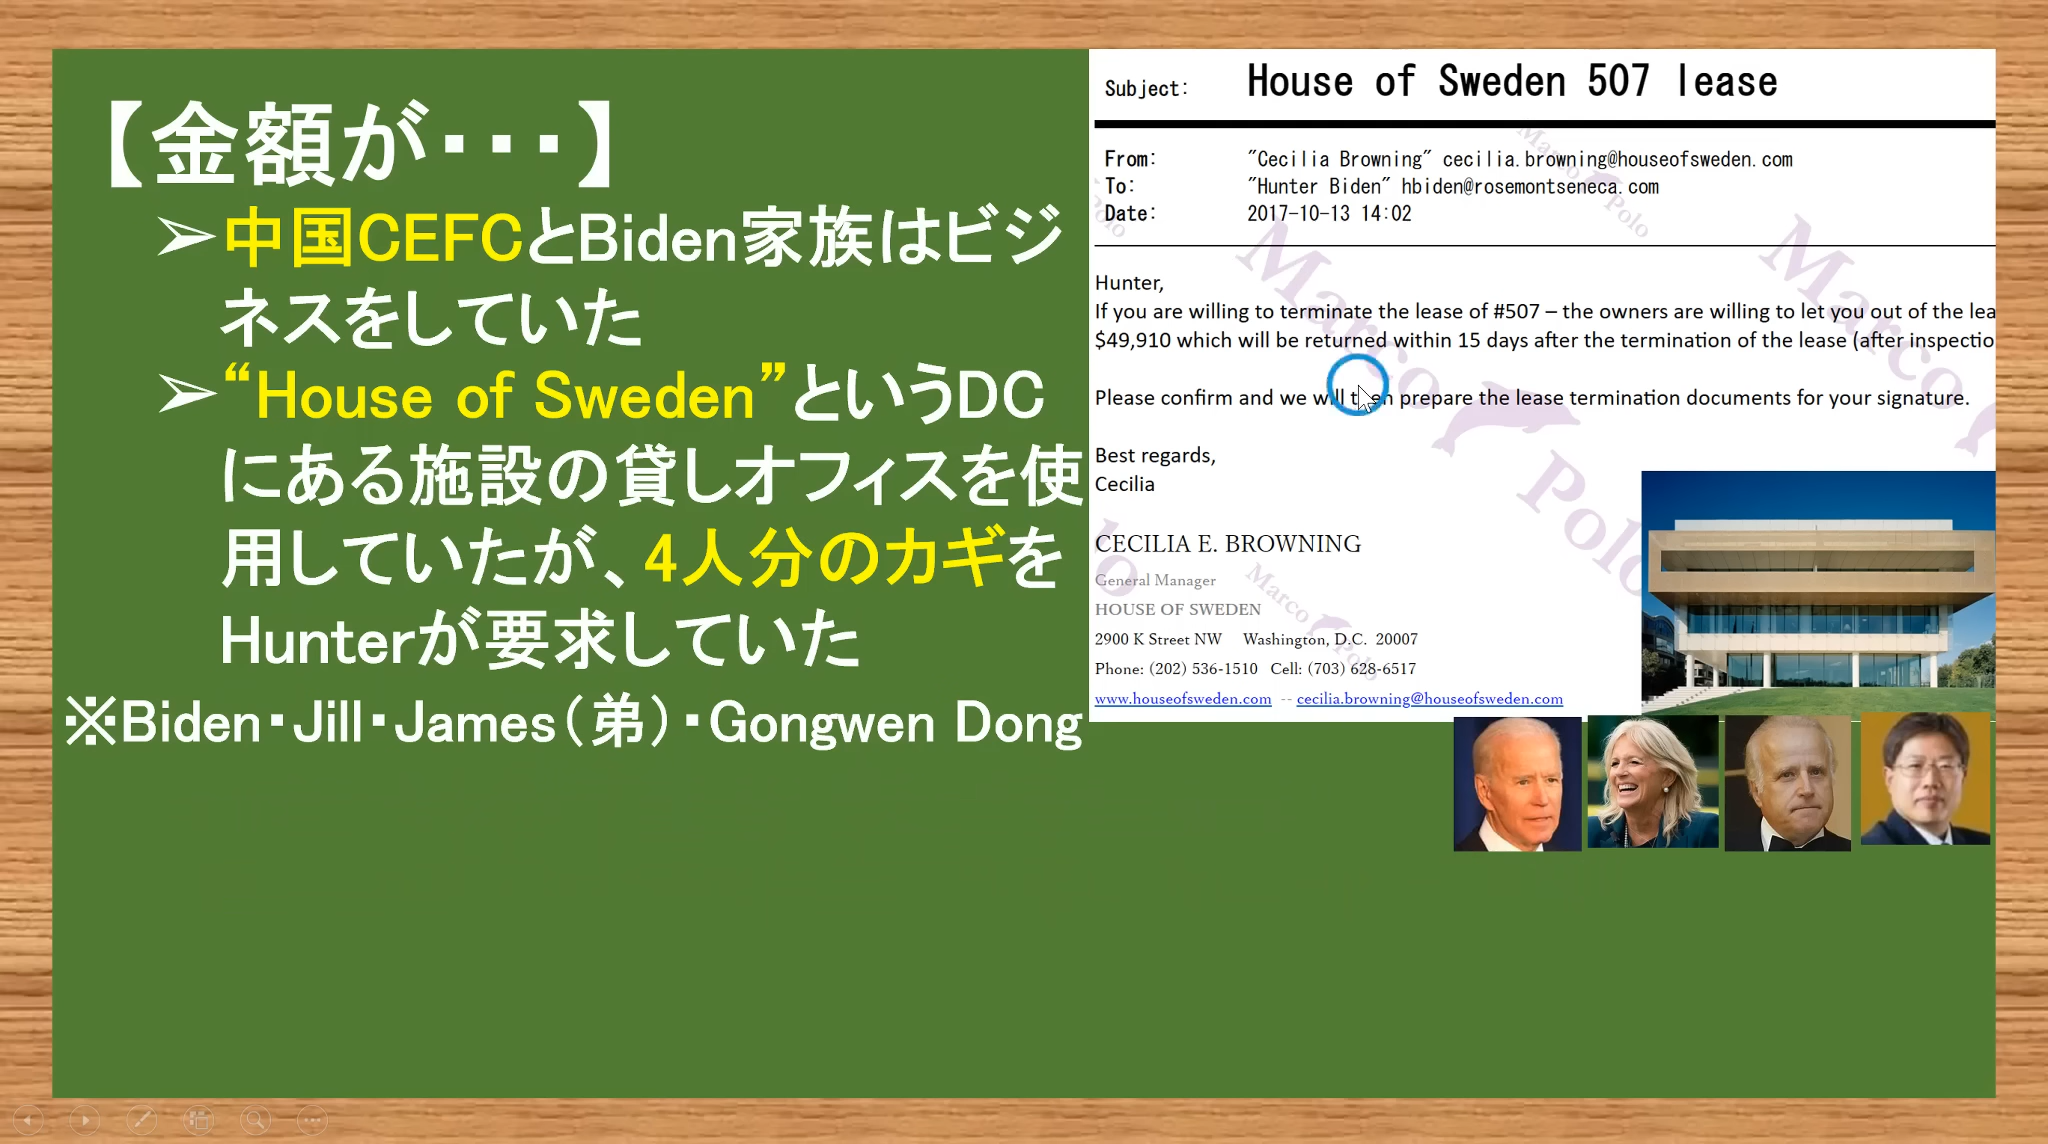 【金額が・・・】
➢中国CEFCとBiden家族はビジ
ネスをしていた
➢“House of Sweden”というDC
にある施設の貸しオフィスを使
用していたが、4人分のカギを
Hunterが要求していた
※Biden・Jill・James（弟）・Gongwen Dong
Subject: House of Sweden 507 lease
From: "Cecilia Browning" cecilia.browning@houseofsweden.com
To: "Hunter Biden" hbiden@rosemontseneca.com
Date: 2017-10-13 14:02
Hunter,
If you are willing to terminate the lease of #507 – the owners are willing to let you out of the lea
$49,910 which will be returned within 15 days after the termination of the lease (after inspectio
Please confirm and we will then prepare the lease termination documents for your signature.
Best regards,
Cecilia
CECILIA E. BROWNING
General Manager
HOUSE OF SWEDEN
2900 K Street NW Washington, D.C. 20007
Phone: (202) 536-1510 Cell: (703) 628-6517
www.houseofsweden.com -- cecilia.browning@houseofsweden.com
Marco Polo
Marco Polo
Marco Polo
Marco
Polo